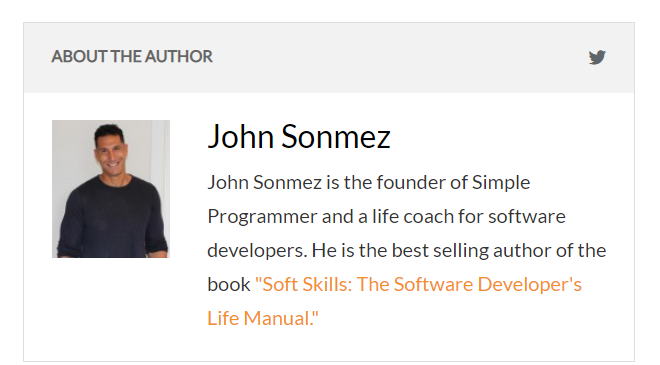 ABOUT THE AUTHOR
John Sonmez
John Sonmez is the founder of Simple
Programmer and a life coach for software
developers. He is the best selling author of the
book "Soft Skills: The Software Developer's
Life Manual."